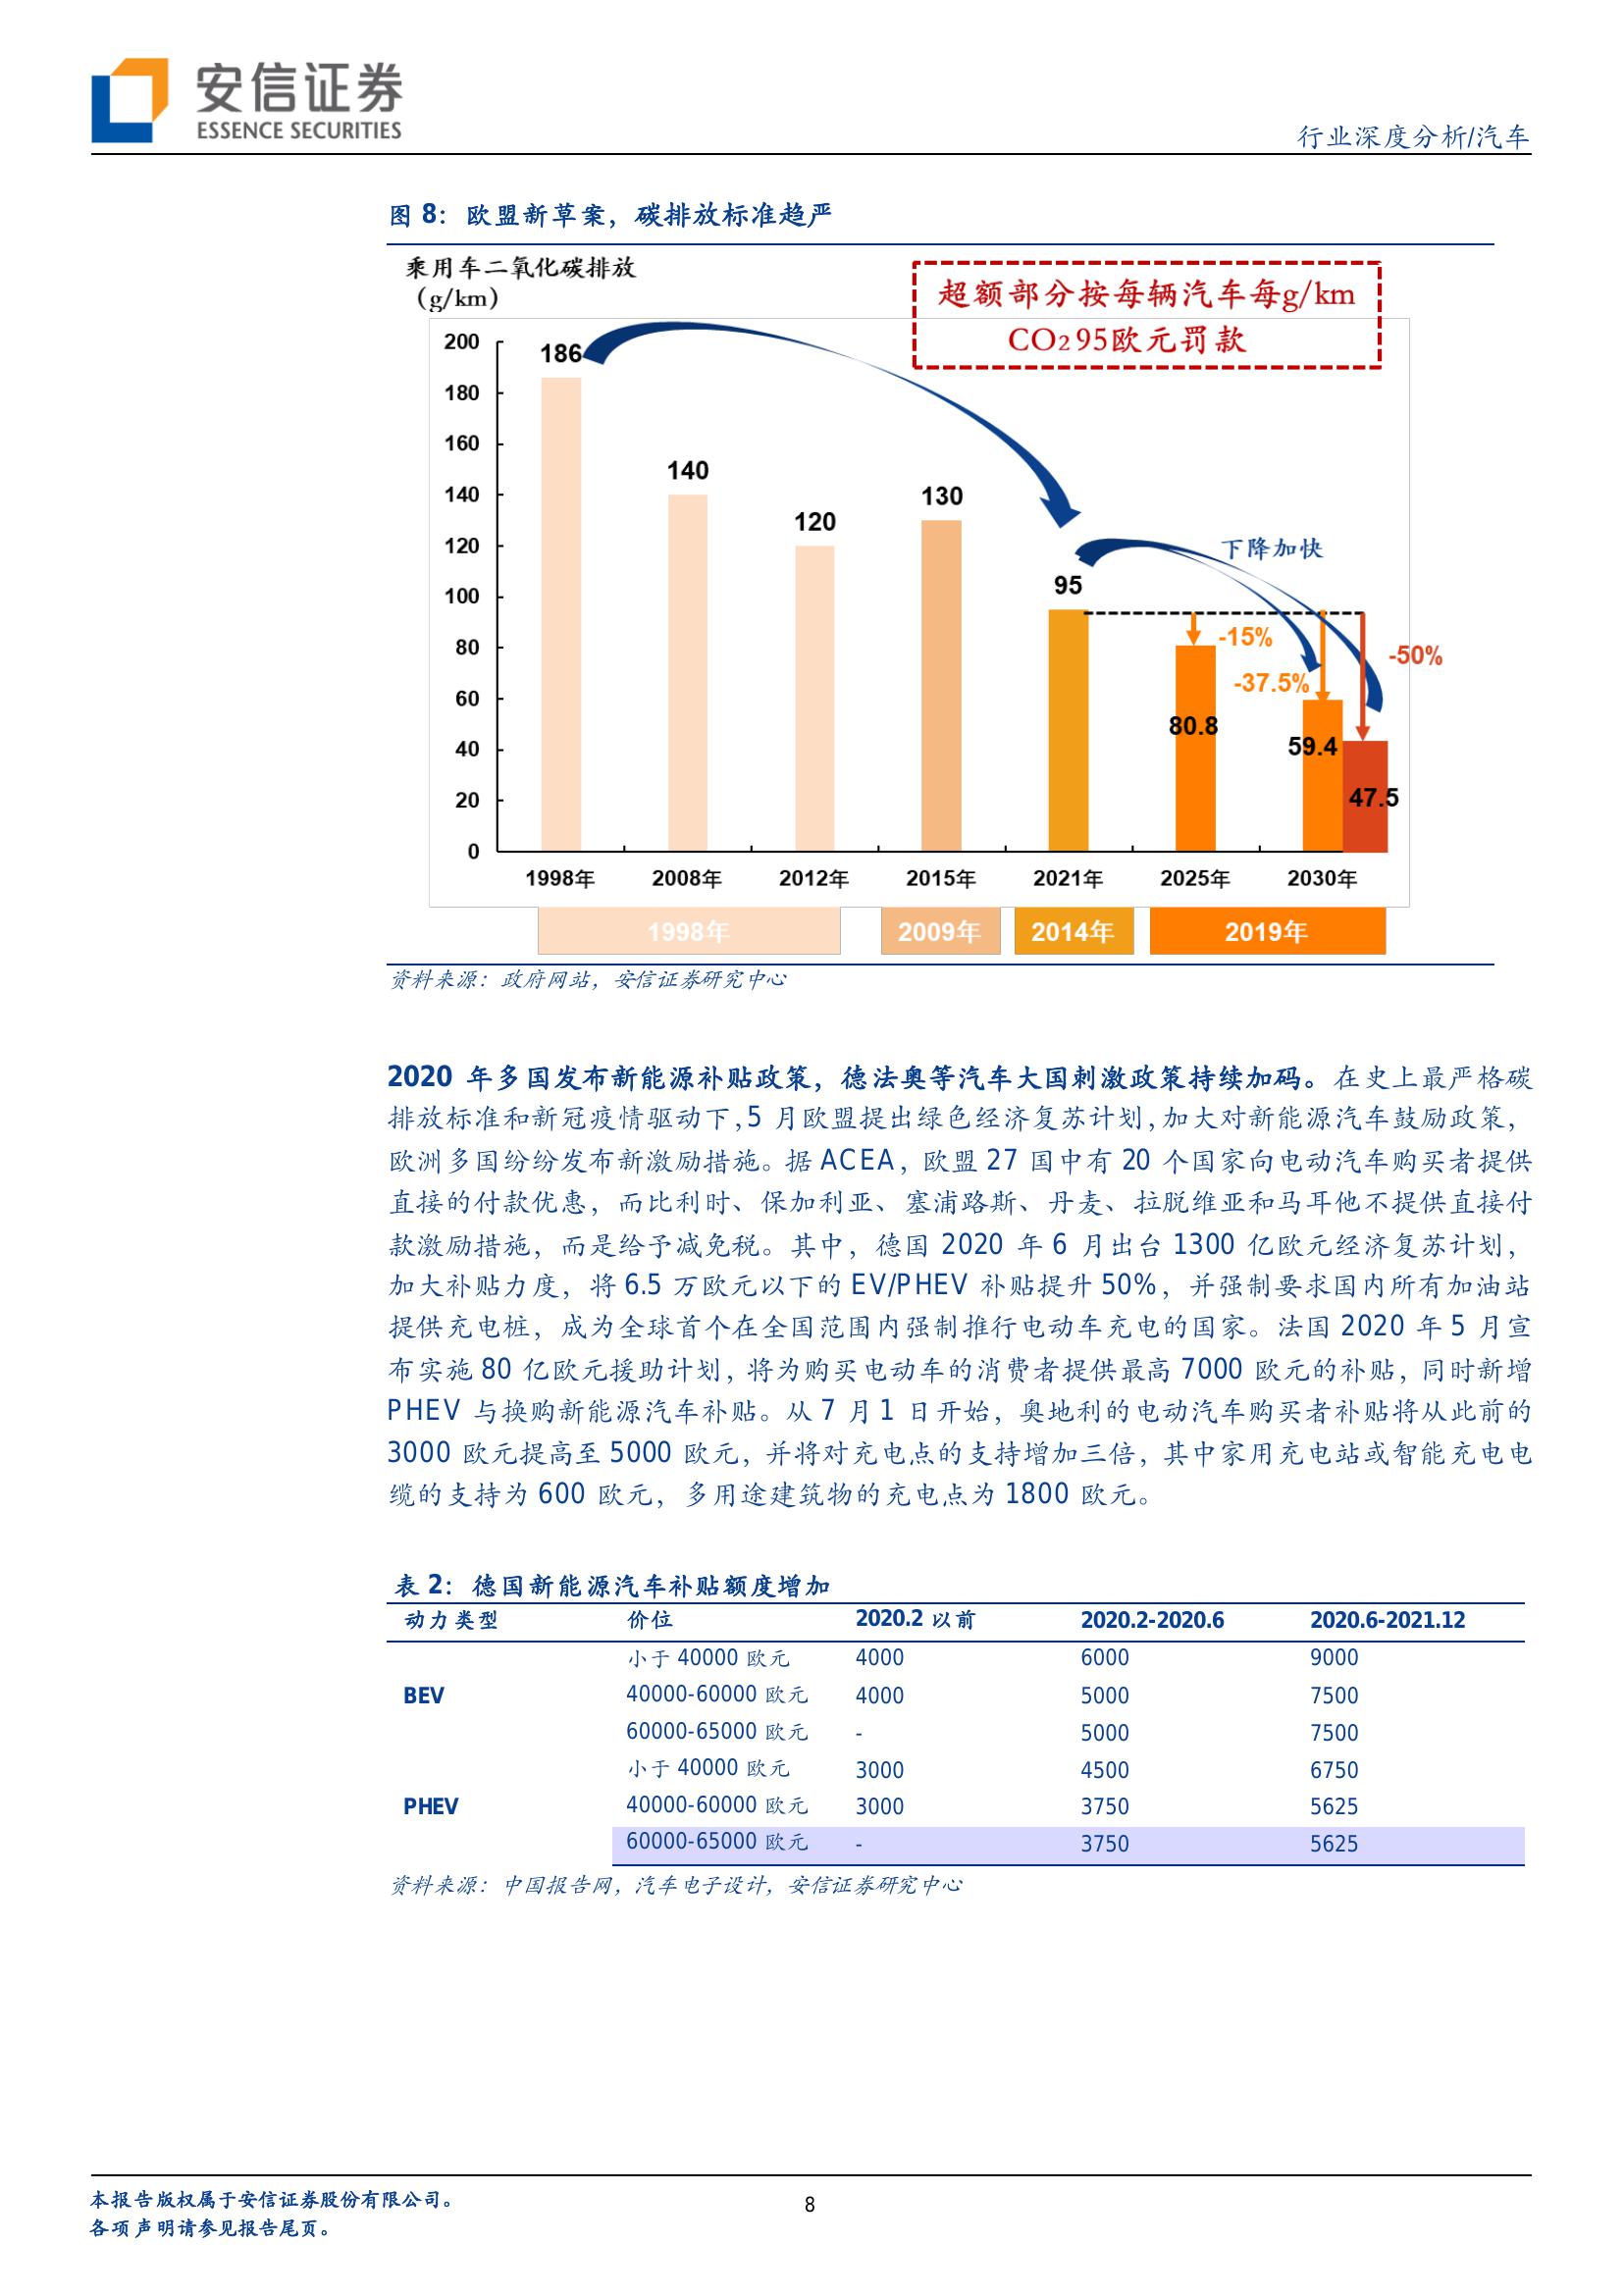 安信证券
ESSENCE SECURITIES
行业深度分析/汽车
图 8：欧盟新草案，碳排放标准趋严
乘用车二氧化碳排放
（g/km）
超额部分按每辆汽车每g/km
CO₂95欧元罚款
200
180
160
140
120
100
80
60
40
20
0
186
140
120
130
95
80.8
59.4
47.5
下降加快
-15%
-37.5%
-50%
1998年 2008年 2012年 2015年 2021年 2025年 2030年
1998年 2009年 2014年 2019年
资料来源：政府网站，安信证券研究中心
2020 年多国发布新能源补贴政策，德法奥等汽车大国刺激政策持续加码。在史上最严格碳
排放标准和新冠疫情驱动下,5 月欧盟提出绿色经济复苏计划,加大对新能源汽车鼓励政策，
欧洲多国纷纷发布新激励措施。据 ACEA，欧盟 27 国中有 20 个国家向电动汽车购买者提供
直接的付款优惠，而比利时、保加利亚、塞浦路斯、丹麦、拉脱维亚和马耳他不提供直接付
款激励措施，而是给予减免税。其中，德国 2020 年 6 月出台 1300 亿欧元经济复苏计划，
加大补贴力度，将 6.5 万欧元以下的 EV/PHEV 补贴提升 50%，并强制要求国内所有加油站
提供充电桩，成为全球首个在全国范围内强制推行电动车充电的国家。法国 2020 年 5 月宣
布实施 80 亿欧元援助计划，将为购买电动车的消费者提供最高 7000 欧元的补贴，同时新增
PHEV 与换购新能源汽车补贴。从 7 月 1 日开始，奥地利的电动汽车购买者补贴将从此前的
3000 欧元提高至 5000 欧元，并将对充电点的支持增加三倍，其中家用充电站或智能充电电
缆的支持为 600 欧元，多用途建筑物的充电点为 1800 欧元。
表 2：德国新能源汽车补贴额度增加
动力类型 价位 2020.2 以前 2020.2-2020.6 2020.6-2021.12
小于 40000 欧元 4000 6000 9000
BEV 40000-60000 欧元 4000 5000 7500
60000-65000 欧元 - 5000 7500
小于 40000 欧元 3000 4500 6750
PHEV 40000-60000 欧元 3000 3750 5625
60000-65000 欧元 - 3750 5625
资料来源：中国报告网，汽车电子设计，安信证券研究中心
本报告版权属于安信证券股份有限公司。
各项声明请参见报告尾页。
8